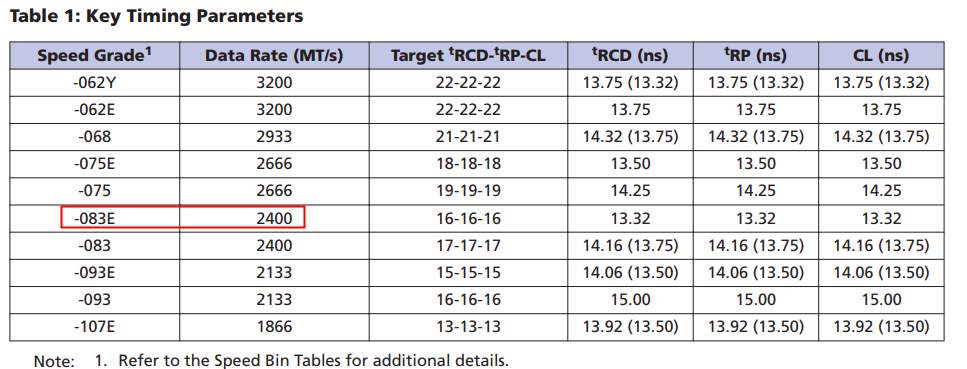 Table 1: Key Timing Parameters
Speed Grade1 Data Rate (MT/s) Target tRCD-tRP-CL tRCD (ns) tRP (ns) CL (ns)
-062Y 3200 22-22-22 13.75 (13.32) 13.75 (13.32) 13.75 (13.32)
-062E 3200 22-22-22 13.75 13.75 13.75
-068 2933 21-21-21 14.32 (13.75) 14.32 (13.75) 14.32 (13.75)
-075E 2666 18-18-18 13.50 13.50 13.50
-075 2666 19-19-19 14.25 14.25 14.25
-083E 2400 16-16-16 13.32 13.32 13.32
-083 2400 17-17-17 14.16 (13.75) 14.16 (13.75) 14.16 (13.75)
-093E 2133 15-15-15 14.06 (13.50) 14.06 (13.50) 14.06 (13.50)
-093 2133 16-16-16 15.00 15.00 15.00
-107E 1866 13-13-13 13.92 (13.50) 13.92 (13.50) 13.92 (13.50)
Note: 1. Refer to the Speed Bin Tables for additional details.